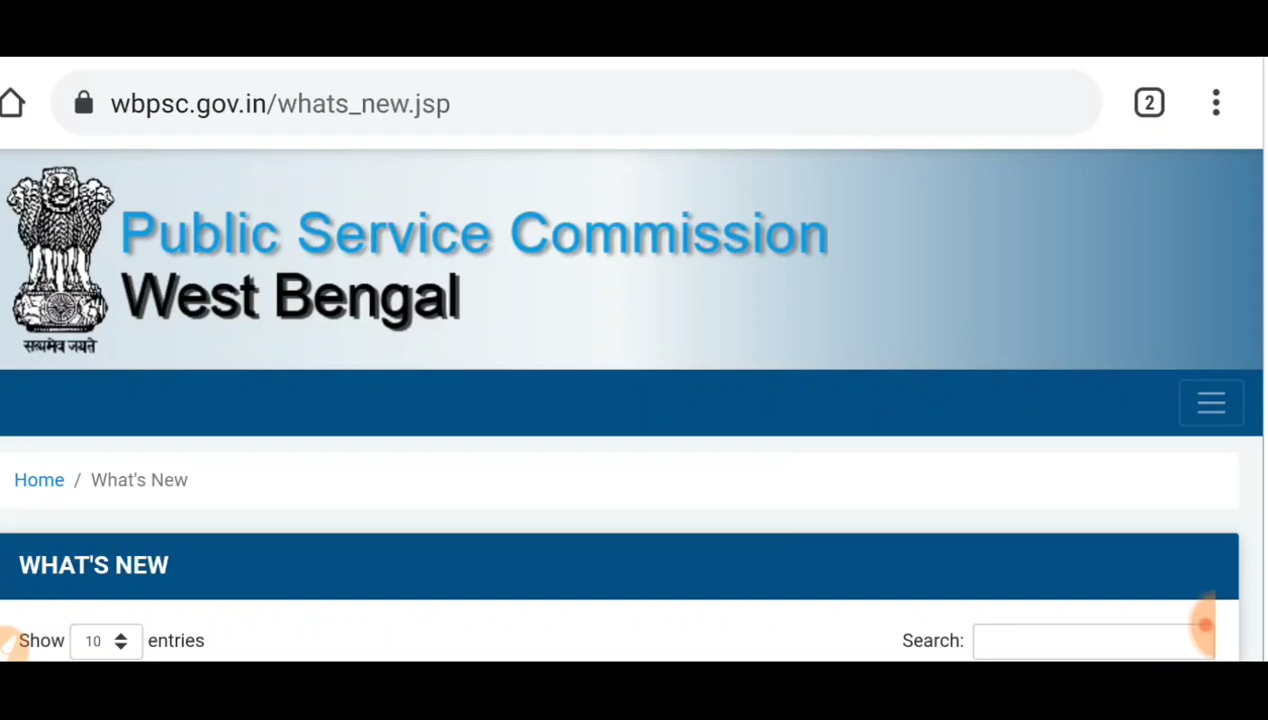 wbpsc.gov.in/whats_new.jsp
2
Public Service Commission
West Bengal
सत्यमेव जयते
Home / What's New
WHAT'S NEW
Show 10 entries
Search: